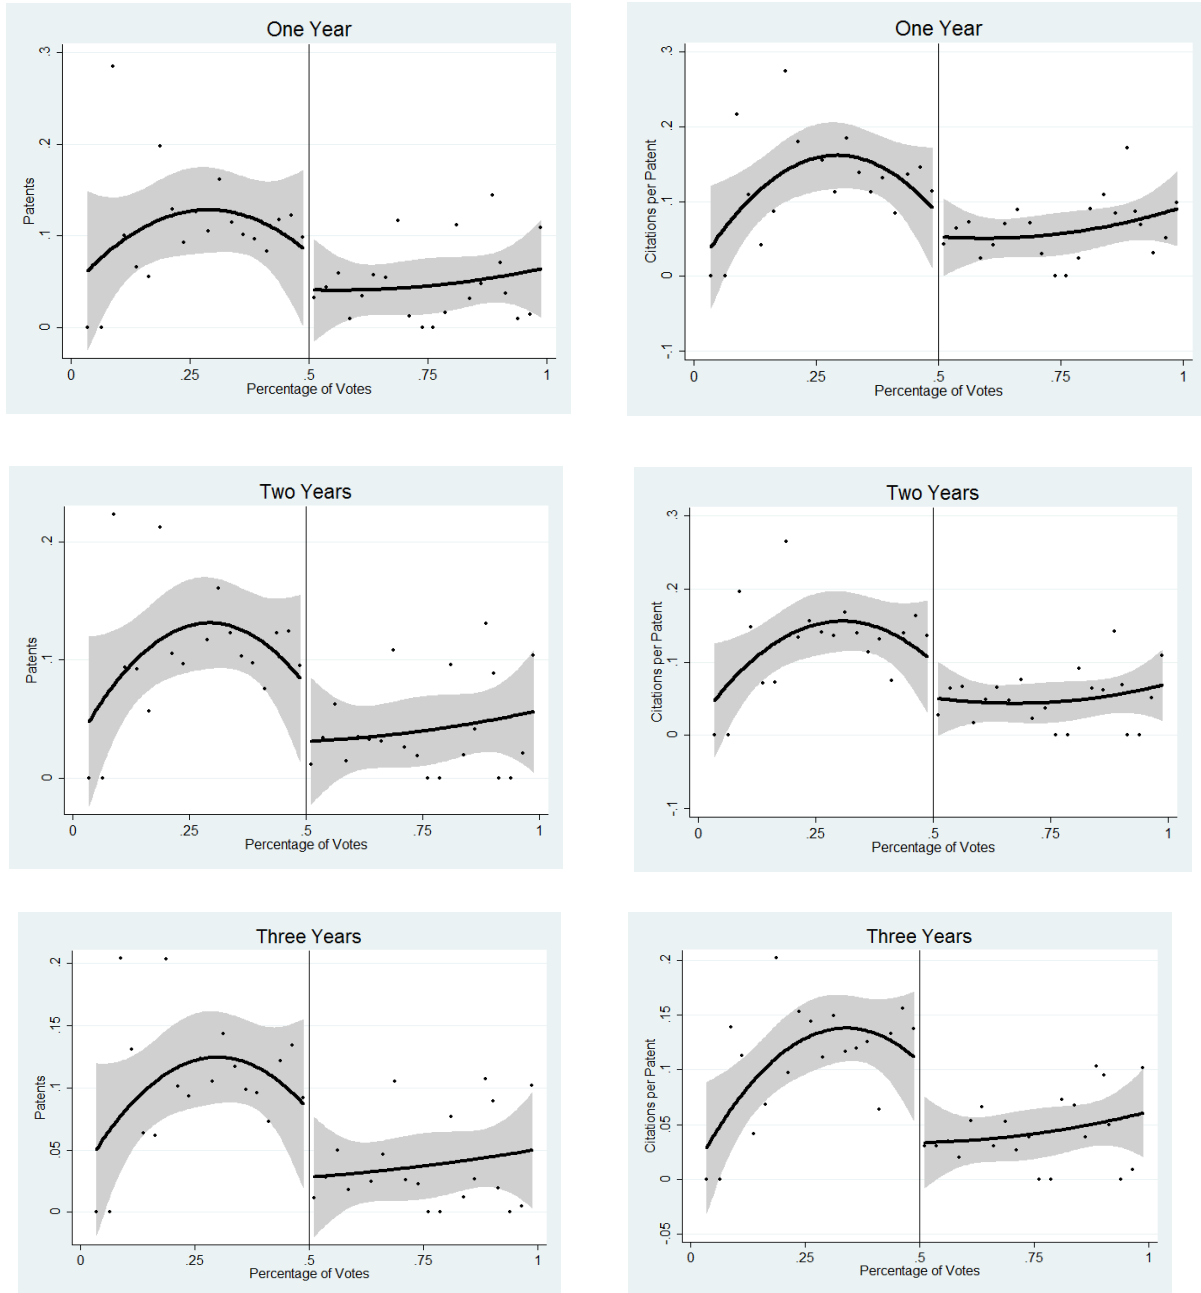 One Year
.3
.2
.1
0
Patents
0 .25 .5 .75 1
Percentage of Votes
One Year
.3
.2
.1
0
-.1
Citations per Patent
0 .25 .5 .75 1
Percentage of Votes
Two Years
.2
.1
0
Patents
0 .25 .5 .75 1
Percentage of Votes
Two Years
.3
.2
.1
0
-.1
Citations per Patent
0 .25 .5 .75 1
Percentage of Votes
Three Years
.2
.15
.1
.05
0
Patents
0 .25 .5 .75 1
Percentage of Votes
Three Years
.2
.15
.1
.05
0
-.05
Citations per Patent
0 .25 .5 .75 1
Percentage of Votes